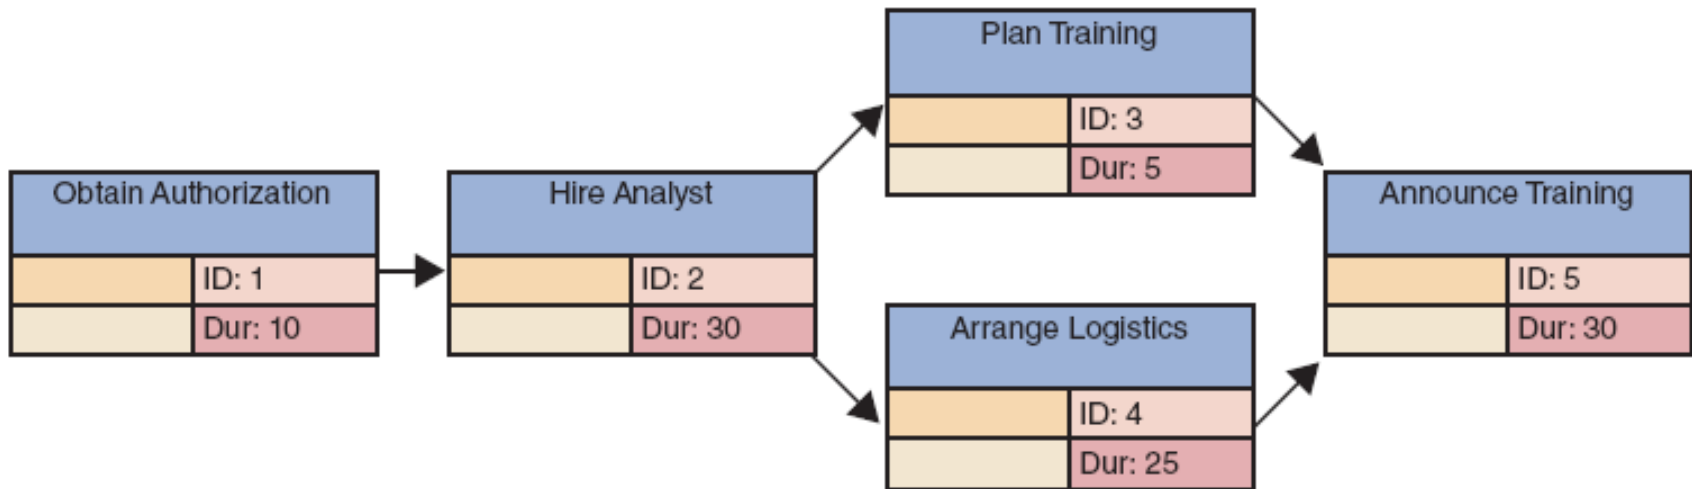 Obtain Authorization
ID: 1
Dur: 10
Hire Analyst
ID: 2
Dur: 30
Plan Training
ID: 3
Dur: 5
Arrange Logistics
ID: 4
Dur: 25
Announce Training
ID: 5
Dur: 30